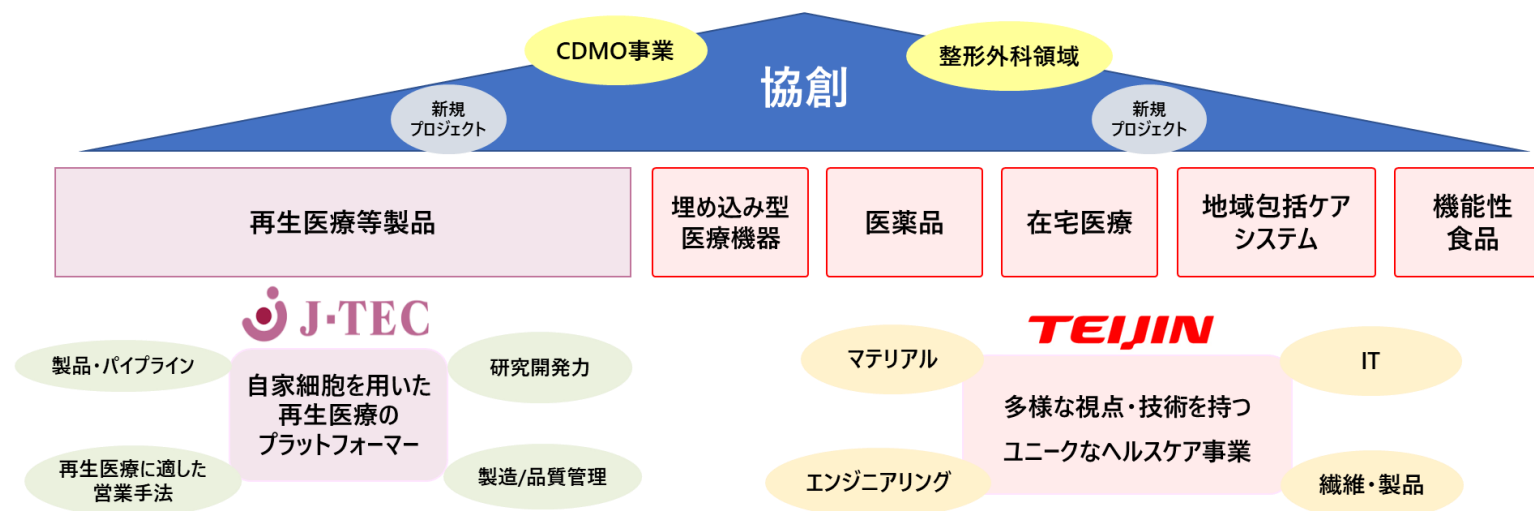 CDMO事業
整形外科領域
協創
新規
プロジェクト
新規
プロジェクト
再生医療等製品
埋め込み型
医療機器
医薬品
在宅医療
地域包括ケア
システム
機能性
食品
J-TEC
TEIJIN
製品・パイプライン
研究開発力
自家細胞を用いた
再生医療の
プラットフォーマー
再生医療に適した
営業手法
製造/品質管理
マテリアル
IT
多様な視点・技術を持つ
ユニークなヘルスケア事業
エンジニアリング
繊維・製品